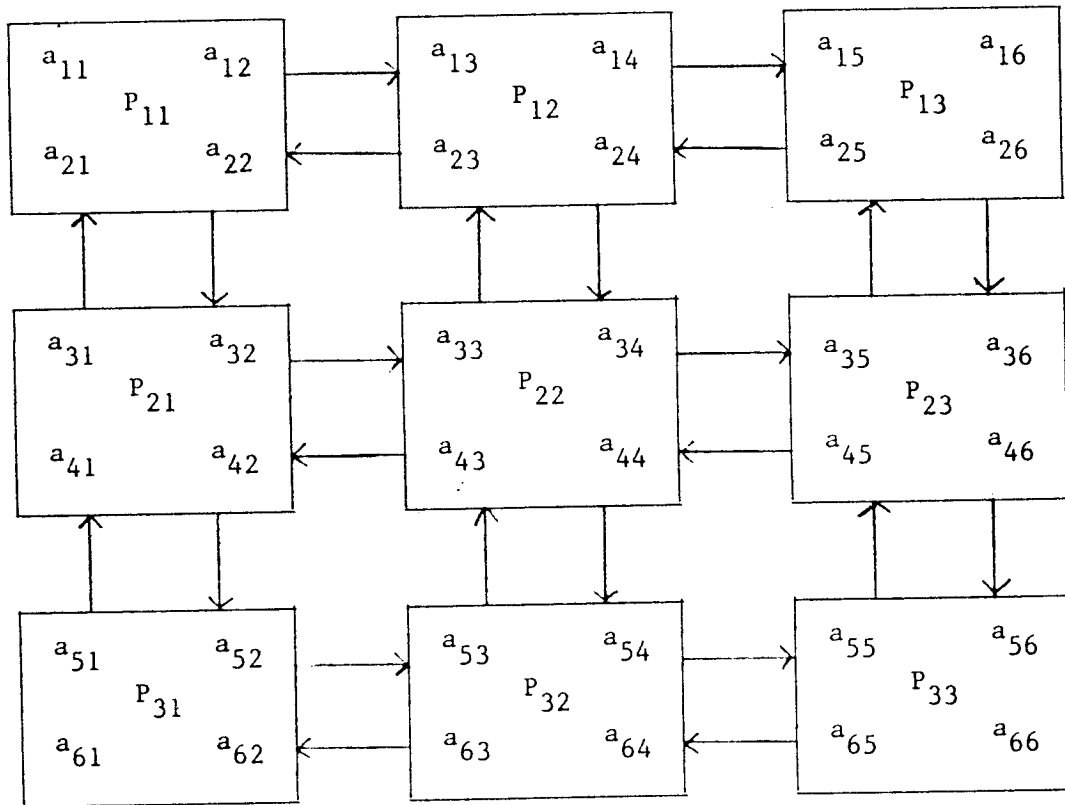 a11 a12 a13 a14 a15 a16
P11 P12 P13
a21 a22 a23 a24 a25 a26
a31 a32 a33 a34 a35 a36
P21 P22 P23
a41 a42 a43 a44 a45 a46
a51 a52 a53 a54 a55 a56
P31 P32 P33
a61 a62 a63 a64 a65 a66